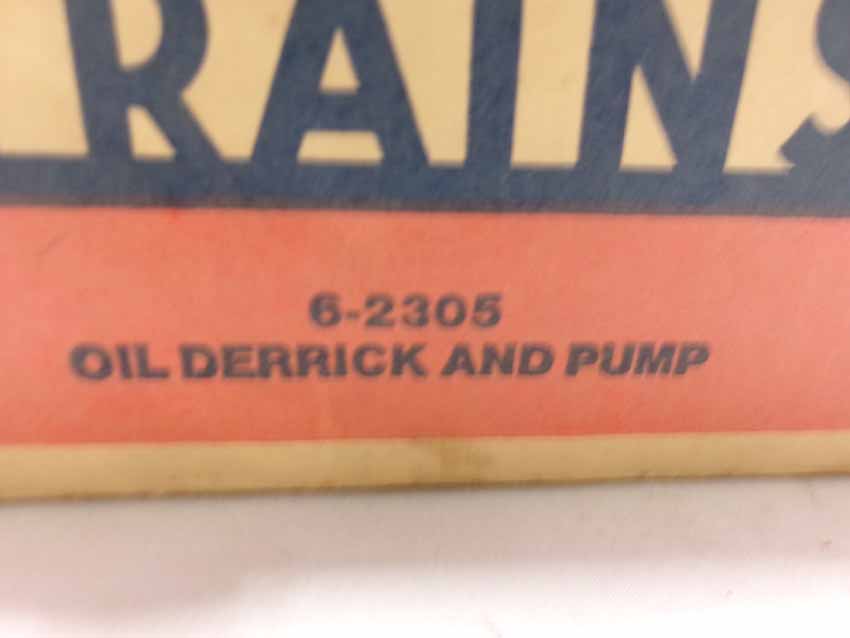 RAINS
6-2305
OIL DERRICK AND PUMP